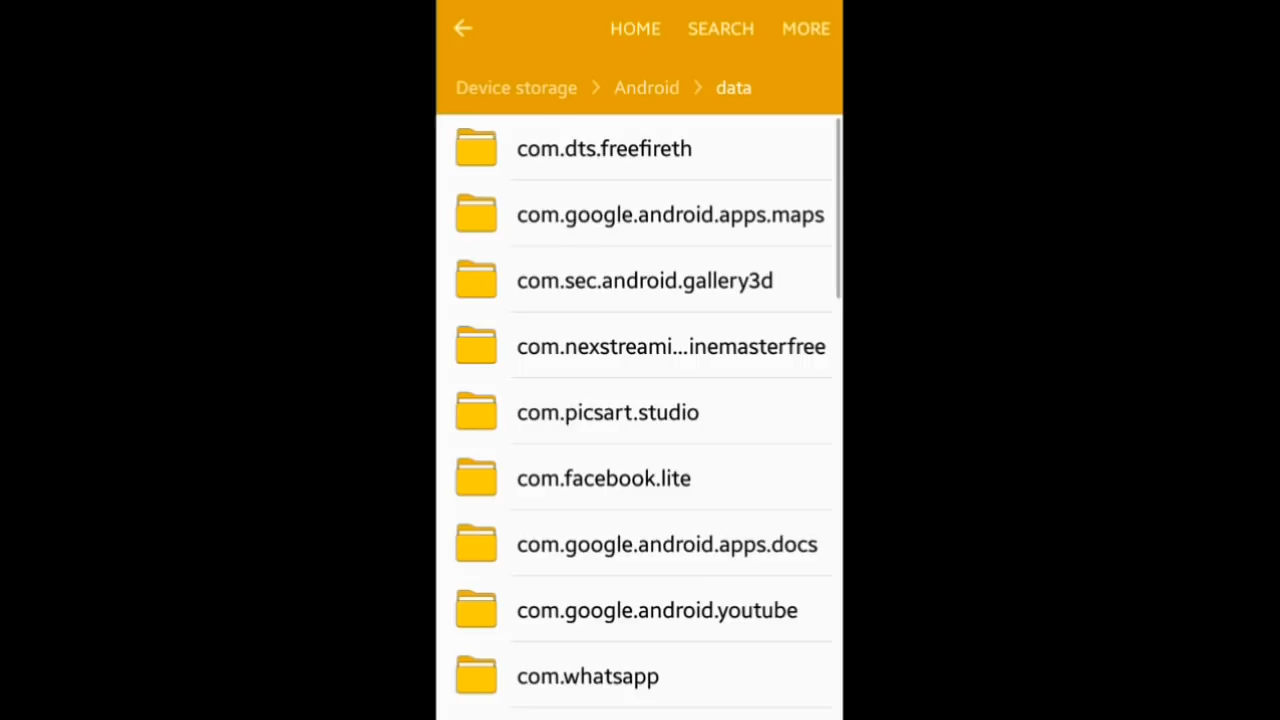 HOME SEARCH MORE
Device storage > Android > data
com.dts.freefireth
com.google.android.apps.maps
com.sec.android.gallery3d
com.nexstreami...inemasterfree
com.picsart.studio
com.facebook.lite
com.google.android.apps.docs
com.google.android.youtube
com.whatsapp